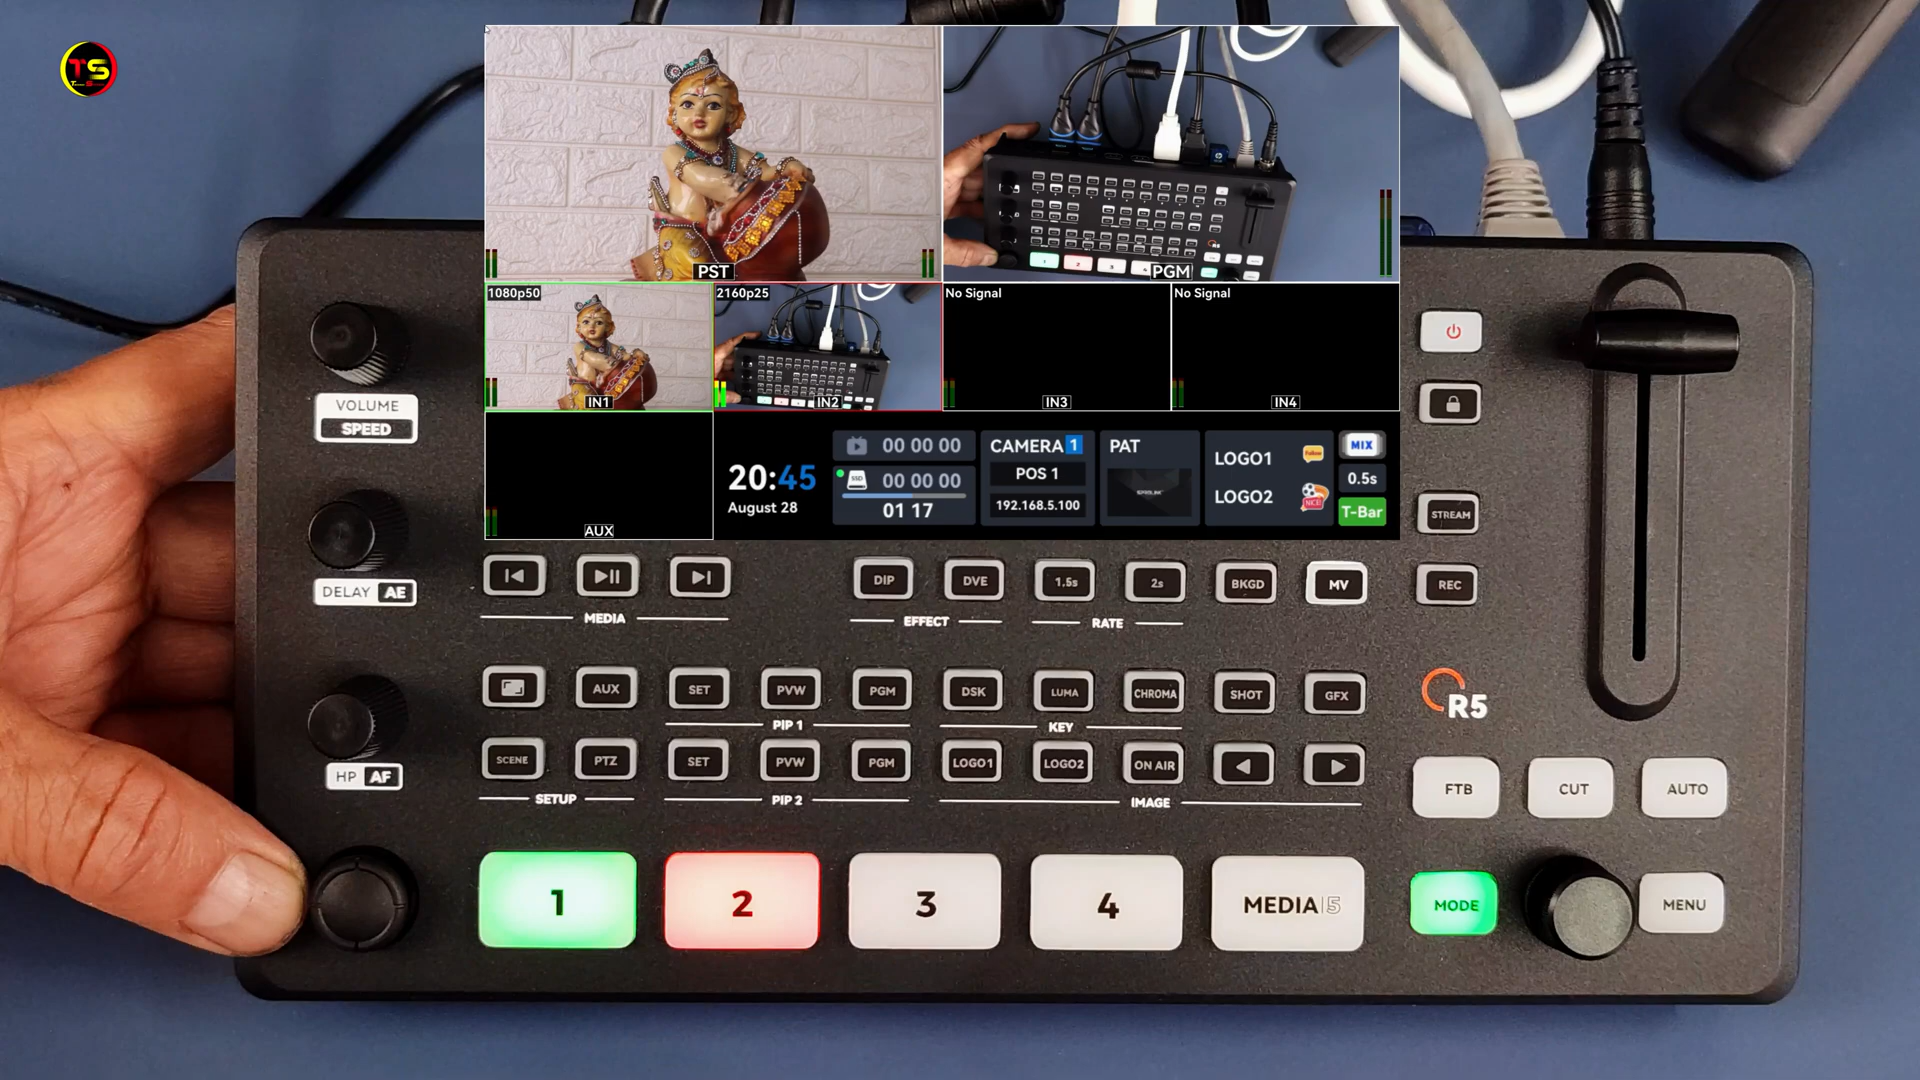 TS
PST
PGM
1080p50
2160p25
No Signal
No Signal
IN1
IN2
IN3
IN4
AUX
20:45
August 28
00 00 00
SSD
00 00 00
01 17
CAMERA 1
POS 1
192.168.5.100
PAT
LOGO1
Follow
LOGO2
NICE!
MIX
0.5s
T-Bar
VOLUME
SPEED
DELAY AE
HP AF
STREAM
REC
DIP
DVE
1.5s
2s
BKGD
MV
MEDIA
EFFECT
RATE
AUX
SET
PVW
PGM
DSK
LUMA
CHROMA
SHOT
GFX
R5
PIP 1
KEY
SCENE
PTZ
SET
PVW
PGM
LOGO1
LOGO2
ON AIR
SETUP
PIP 2
IMAGE
FTB
CUT
AUTO
1
2
3
4
MEDIA 5
MODE
MENU